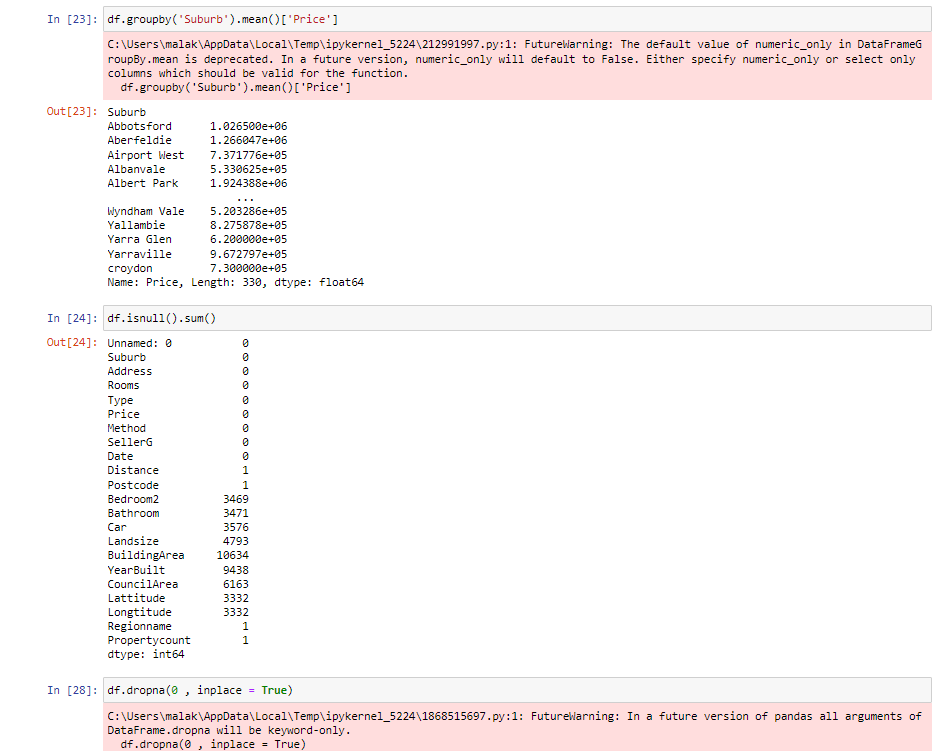 In [23]: df.groupby('Suburb').mean()['Price']
C:\Users\malak\AppData\Local\Temp\ipykernel_5224\212991997.py:1: FutureWarning: The default value of numeric_only in DataFrameG
roupBy.mean is deprecated. In a future version, numeric_only will default to False. Either specify numeric_only or select only
columns which should be valid for the function.
  df.groupby('Suburb').mean()['Price']
Out[23]: Suburb
Abbotsford      1.026500e+06
Aberfeldie      1.266047e+06
Airport West    7.371776e+05
Albanvale       5.330625e+05
Albert Park     1.924388e+06
                    ...
Wyndham Vale    5.203286e+05
Yallambie       8.275878e+05
Yarra Glen      6.200000e+05
Yarraville      9.672797e+05
croydon         7.300000e+05
Name: Price, Length: 330, dtype: float64
In [24]: df.isnull().sum()
Out[24]: Unnamed: 0           0
Suburb               0
Address              0
Rooms                0
Type                 0
Price                0
Method               0
SellerG              0
Date                 0
Distance             1
Postcode             1
Bedroom2          3469
Bathroom          3471
Car               3576
Landsize          4793
BuildingArea     10634
YearBuilt         9438
CouncilArea       6163
Lattitude         3332
Longtitude        3332
Regionname           1
Propertycount        1
dtype: int64
In [28]: df.dropna(0 , inplace = True)
C:\Users\malak\AppData\Local\Temp\ipykernel_5224\1868515697.py:1: FutureWarning: In a future version of pandas all arguments of
DataFrame.dropna will be keyword-only.
  df.dropna(0 , inplace = True)